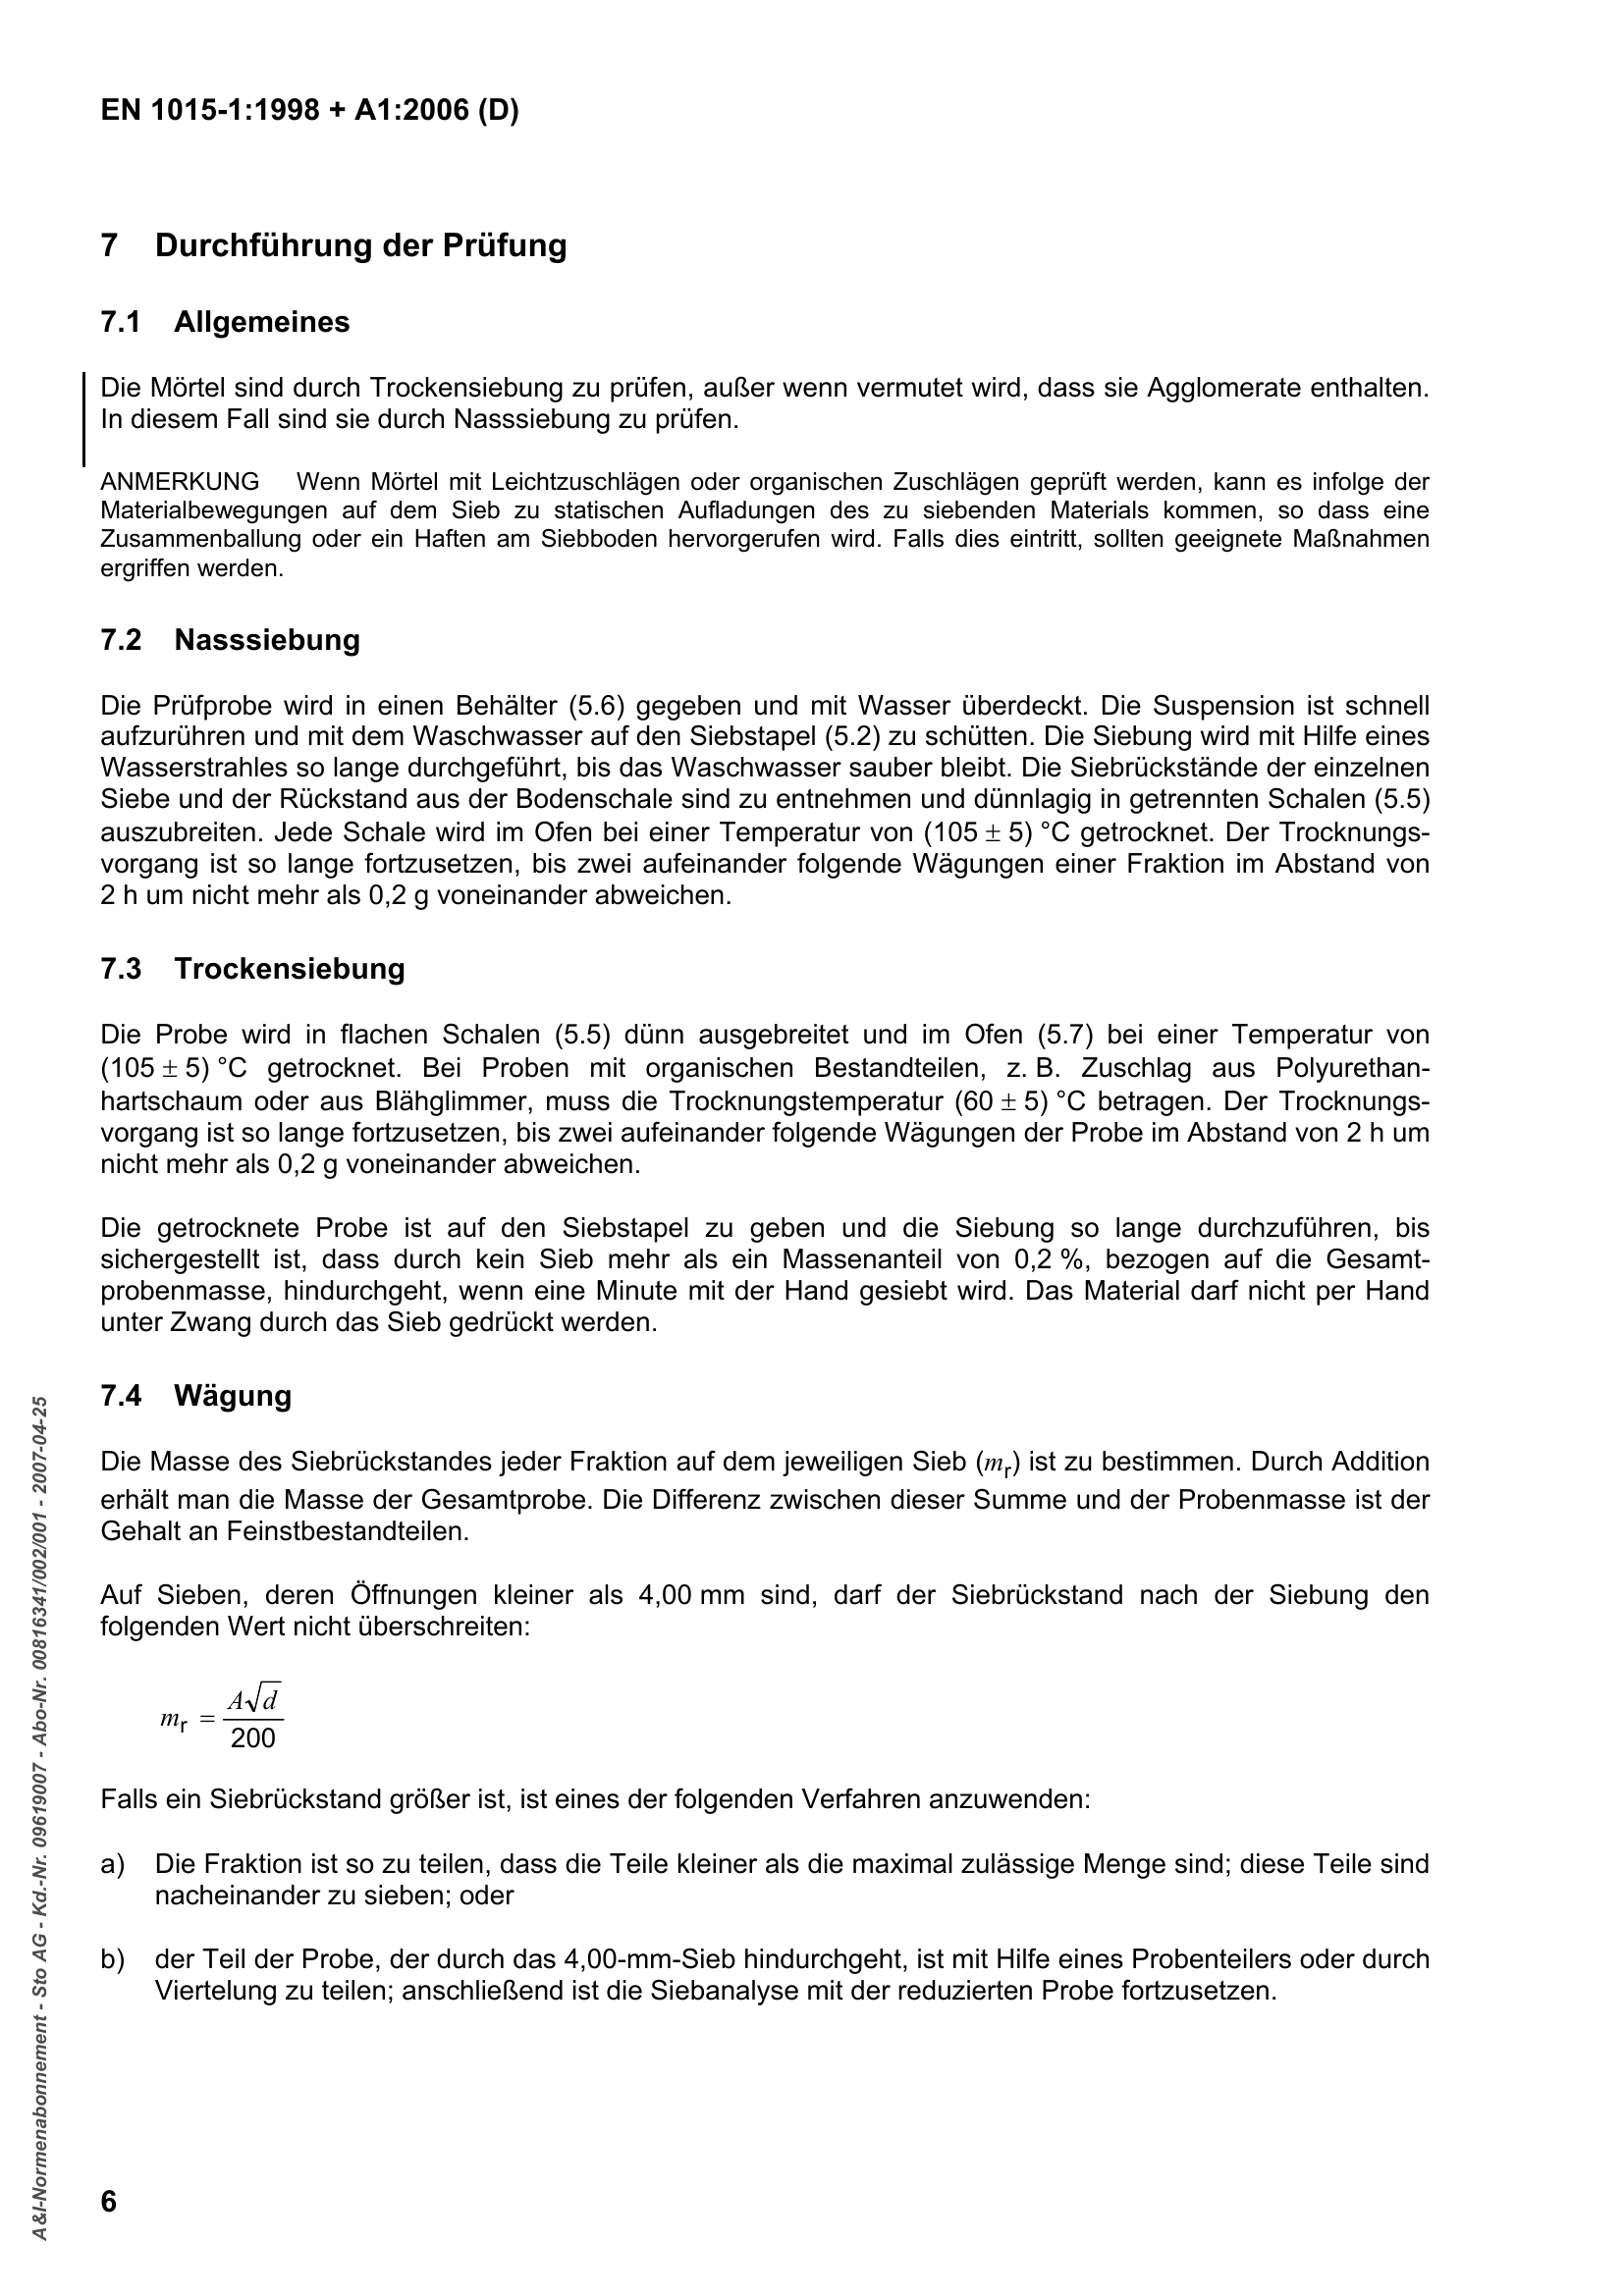 EN 1015-1:1998 + A1:2006 (D)
7 Durchführung der Prüfung
7.1 Allgemeines
Die Mörtel sind durch Trockensiebung zu prüfen, außer wenn vermutet wird, dass sie Agglomerate enthalten.
In diesem Fall sind sie durch Nasssiebung zu prüfen.
ANMERKUNG Wenn Mörtel mit Leichtzuschlägen oder organischen Zuschlägen geprüft werden, kann es infolge der
Materialbewegungen auf dem Sieb zu statischen Aufladungen des zu siebenden Materials kommen, so dass eine
Zusammenballung oder ein Haften am Siebboden hervorgerufen wird. Falls dies eintritt, sollten geeignete Maßnahmen
ergriffen werden.
7.2 Nasssiebung
Die Prüfprobe wird in einen Behälter (5.6) gegeben und mit Wasser überdeckt. Die Suspension ist schnell
aufzurühren und mit dem Waschwasser auf den Siebstapel (5.2) zu schütten. Die Siebung wird mit Hilfe eines
Wasserstrahles so lange durchgeführt, bis das Waschwasser sauber bleibt. Die Siebrückstände der einzelnen
Siebe und der Rückstand aus der Bodenschale sind zu entnehmen und dünnlagig in getrennten Schalen (5.5)
auszubreiten. Jede Schale wird im Ofen bei einer Temperatur von (105 ± 5) °C getrocknet. Der Trocknungs-
vorgang ist so lange fortzusetzen, bis zwei aufeinander folgende Wägungen einer Fraktion im Abstand von
2 h um nicht mehr als 0,2 g voneinander abweichen.
7.3 Trockensiebung
Die Probe wird in flachen Schalen (5.5) dünn ausgebreitet und im Ofen (5.7) bei einer Temperatur von
(105 ± 5) °C getrocknet. Bei Proben mit organischen Bestandteilen, z. B. Zuschlag aus Polyurethan-
hartschaum oder aus Blähglimmer, muss die Trocknungstemperatur (60 ± 5) °C betragen. Der Trocknungs-
vorgang ist so lange fortzusetzen, bis zwei aufeinander folgende Wägungen der Probe im Abstand von 2 h um
nicht mehr als 0,2 g voneinander abweichen.
Die getrocknete Probe ist auf den Siebstapel zu geben und die Siebung so lange durchzuführen, bis
sichergestellt ist, dass durch kein Sieb mehr als ein Massenanteil von 0,2 %, bezogen auf die Gesamt-
probenmasse, hindurchgeht, wenn eine Minute mit der Hand gesiebt wird. Das Material darf nicht per Hand
unter Zwang durch das Sieb gedrückt werden.
7.4 Wägung
Die Masse des Siebrückstandes jeder Fraktion auf dem jeweiligen Sieb (mr) ist zu bestimmen. Durch Addition
erhält man die Masse der Gesamtprobe. Die Differenz zwischen dieser Summe und der Probenmasse ist der
Gehalt an Feinstbestandteilen.
Auf Sieben, deren Öffnungen kleiner als 4,00 mm sind, darf der Siebrückstand nach der Siebung den
folgenden Wert nicht überschreiten:
mr = A√d / 200
Falls ein Siebrückstand größer ist, ist eines der folgenden Verfahren anzuwenden:
a) Die Fraktion ist so zu teilen, dass die Teile kleiner als die maximal zulässige Menge sind; diese Teile sind
nacheinander zu sieben; oder
b) der Teil der Probe, der durch das 4,00-mm-Sieb hindurchgeht, ist mit Hilfe eines Probenteilers oder durch
Viertelung zu teilen; anschließend ist die Siebanalyse mit der reduzierten Probe fortzusetzen.
6
A&I-Normenabonnement - Sto AG - Kd.-Nr. 09619007 - Abo-Nr. 00816341/002/001 - 2007-04-25